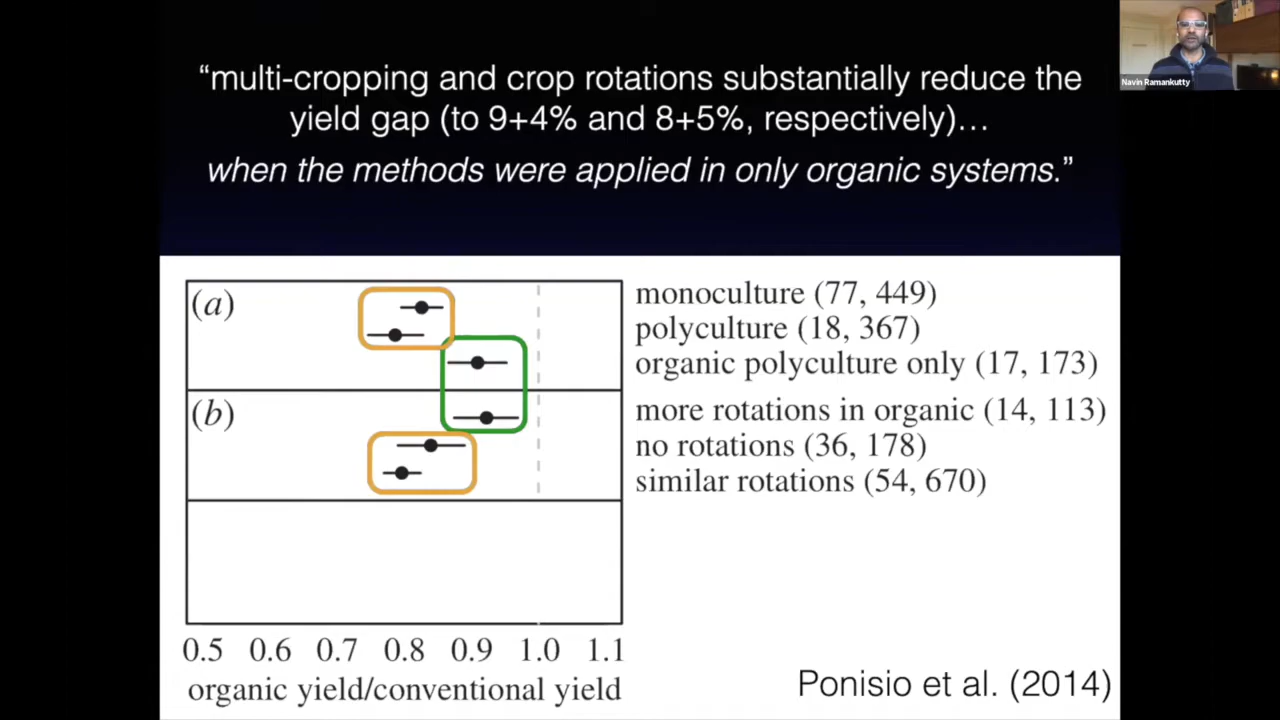 “multi-cropping and crop rotations substantially reduce the
yield gap (to 9+4% and 8+5%, respectively)…
when the methods were applied in only organic systems.”
Navin Ramankutty
(a)
monoculture (77, 449)
polyculture (18, 367)
organic polyculture only (17, 173)
(b)
more rotations in organic (14, 113)
no rotations (36, 178)
similar rotations (54, 670)
0.5 0.6 0.7 0.8 0.9 1.0 1.1
organic yield/conventional yield
Ponisio et al. (2014)